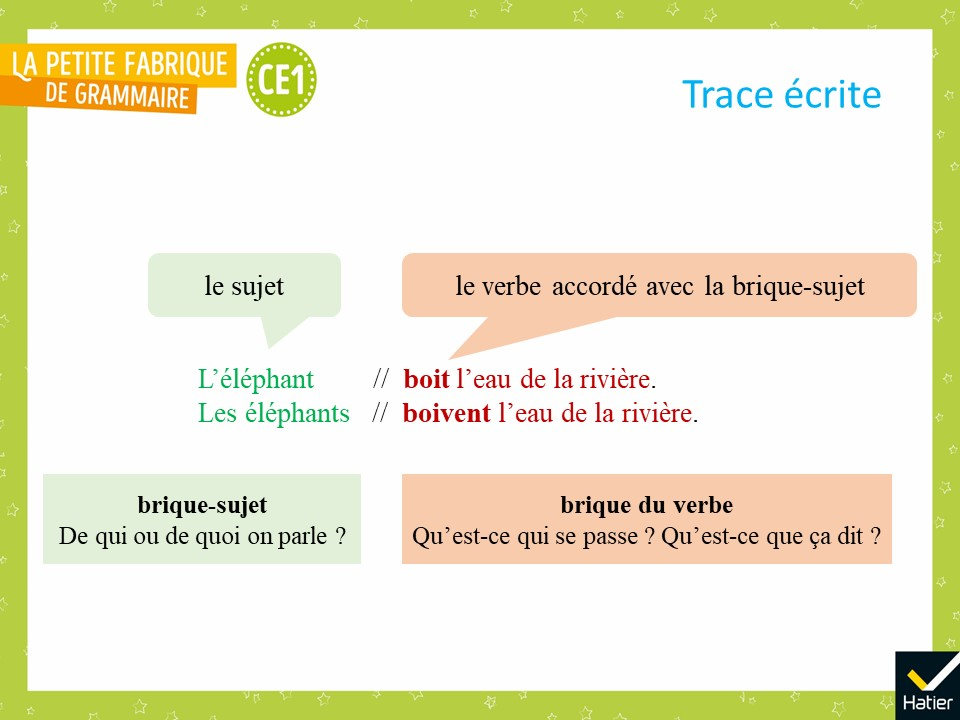 LA PETITE FABRIQUE
DE GRAMMAIRE
CE1
Trace écrite
le sujet
le verbe accordé avec la brique-sujet
L’éléphant // boit l’eau de la rivière.
Les éléphants // boivent l’eau de la rivière.
brique-sujet
De qui ou de quoi on parle ?
brique du verbe
Qu’est-ce qui se passe ? Qu’est-ce que ça dit ?
Hatier